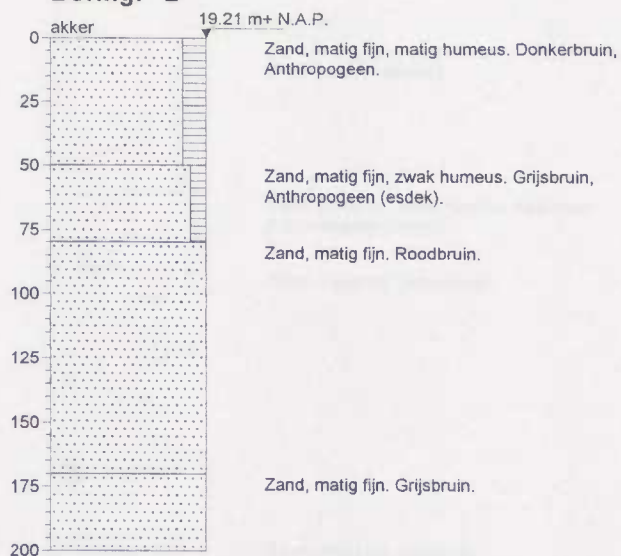 19.21 m+ N.A.P.
akker
0
Zand, matig fijn, matig humeus. Donkerbruin,
Anthropogeen.
25
50
Zand, matig fijn, zwak humeus. Grijsbruin,
Anthropogeen (esdek).
75
Zand, matig fijn. Roodbruin.
100
125
150
175
Zand, matig fijn. Grijsbruin.
200